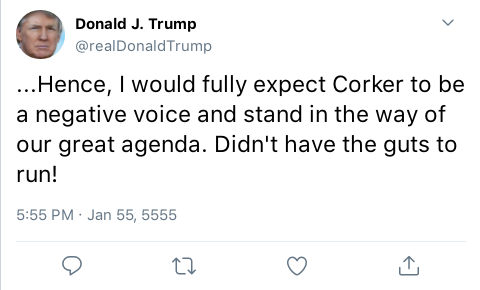 Donald J. Trump
@realDonaldTrump
...Hence, I would fully expect Corker to be
a negative voice and stand in the way of
our great agenda. Didn't have the guts to
run!
5:55 PM · Jan 55, 5555